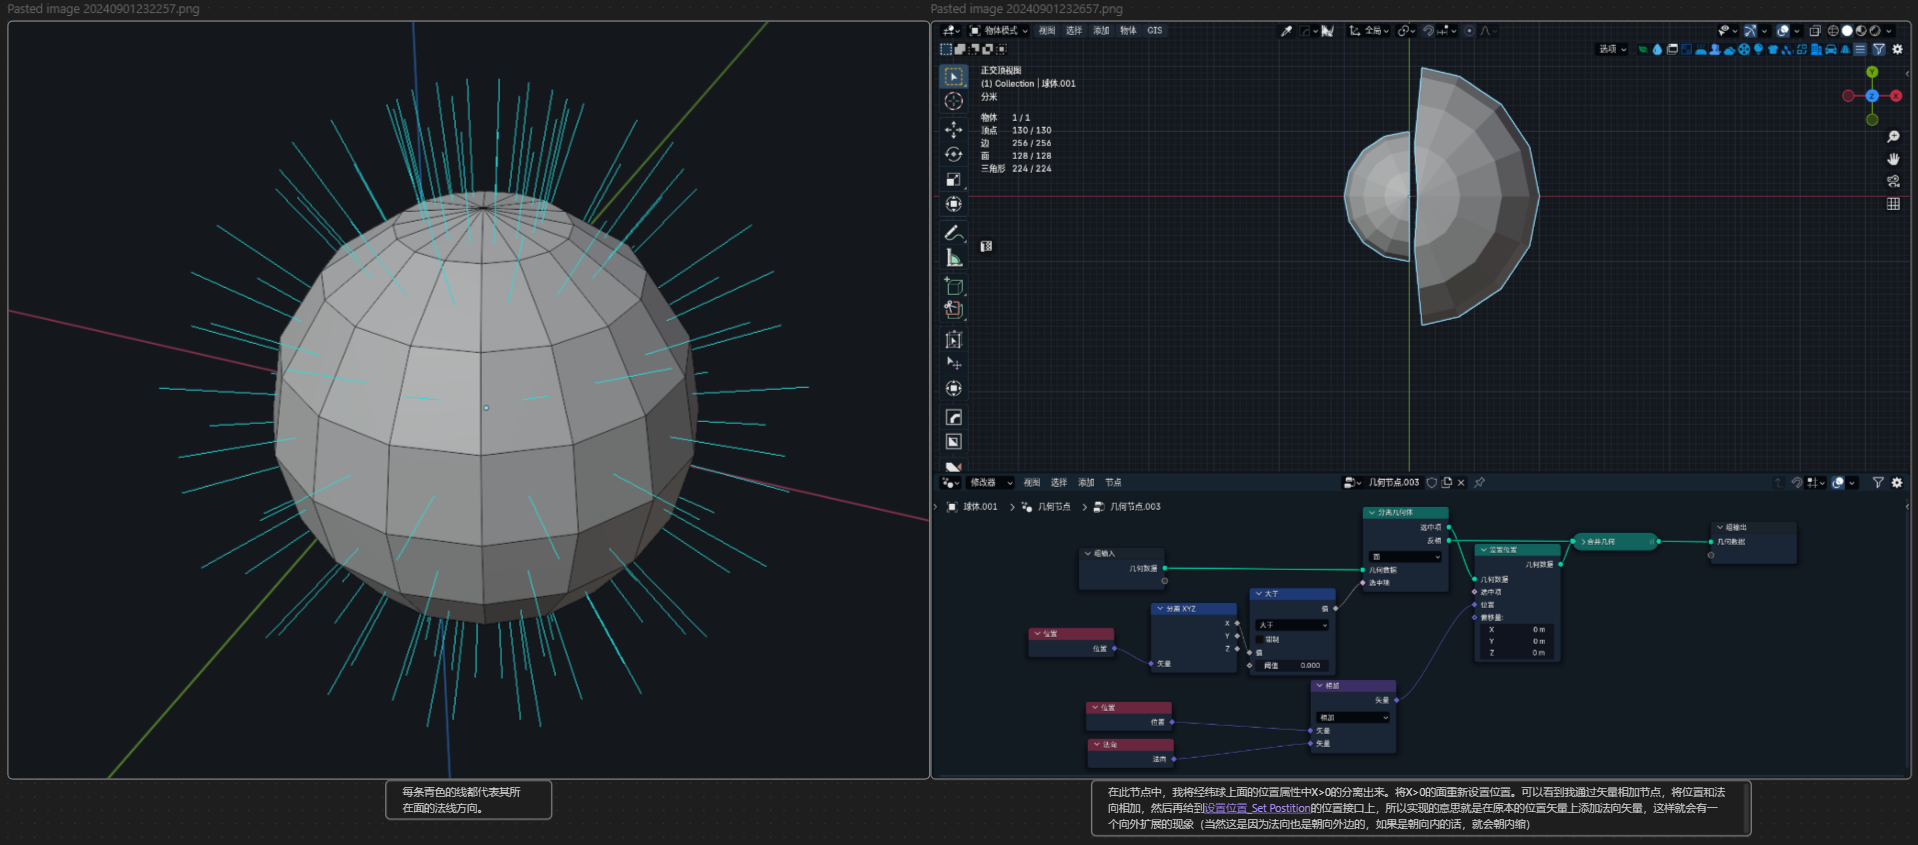 Pasted image 20240901232257.png
Pasted image 20240901232657.png
物体模式 视图 选择 添加 物体 GIS
全局
选项
正交顶视图
(1) Collection | 球体.001
分米
物体 1 / 1
顶点 130 / 130
边 256 / 256
面 128 / 128
三角形 224 / 224
Y
Z
X
修改器 视图 选择 添加 节点
几何节点.003
球体.001 > 几何节点 > 几何节点.003
分离几何体
选中项
反转
面
几何数据
选中项
组输入
几何数据
分离 XYZ
X
Y
Z
矢量
大于
值
大于
钳制
值
阈值 0.000
位置
位置
设置位置
几何数据
几何数据
选中项
位置
偏移量:
X 0 m
Y 0 m
Z 0 m
合并几何
组输出
几何数据
相加
矢量
相加
矢量
矢量
位置
位置
法向
法向
每条青色的线都代表其所
在面的法线方向。
在此节点中，我将经纬球上面的位置属性中X>0的分离出来。将X>0的面重新设置位置。可以看到我通过矢量相加节点，将位置和法
向相加，然后再给到设置位置_Set Postition的位置接口上，所以实现的意思就是在原本的位置矢量上添加法向矢量，这样就会有一
个向外扩展的现象（当然这是因为法向也是朝向外边的，如果是朝向内的话，就会朝内缩）